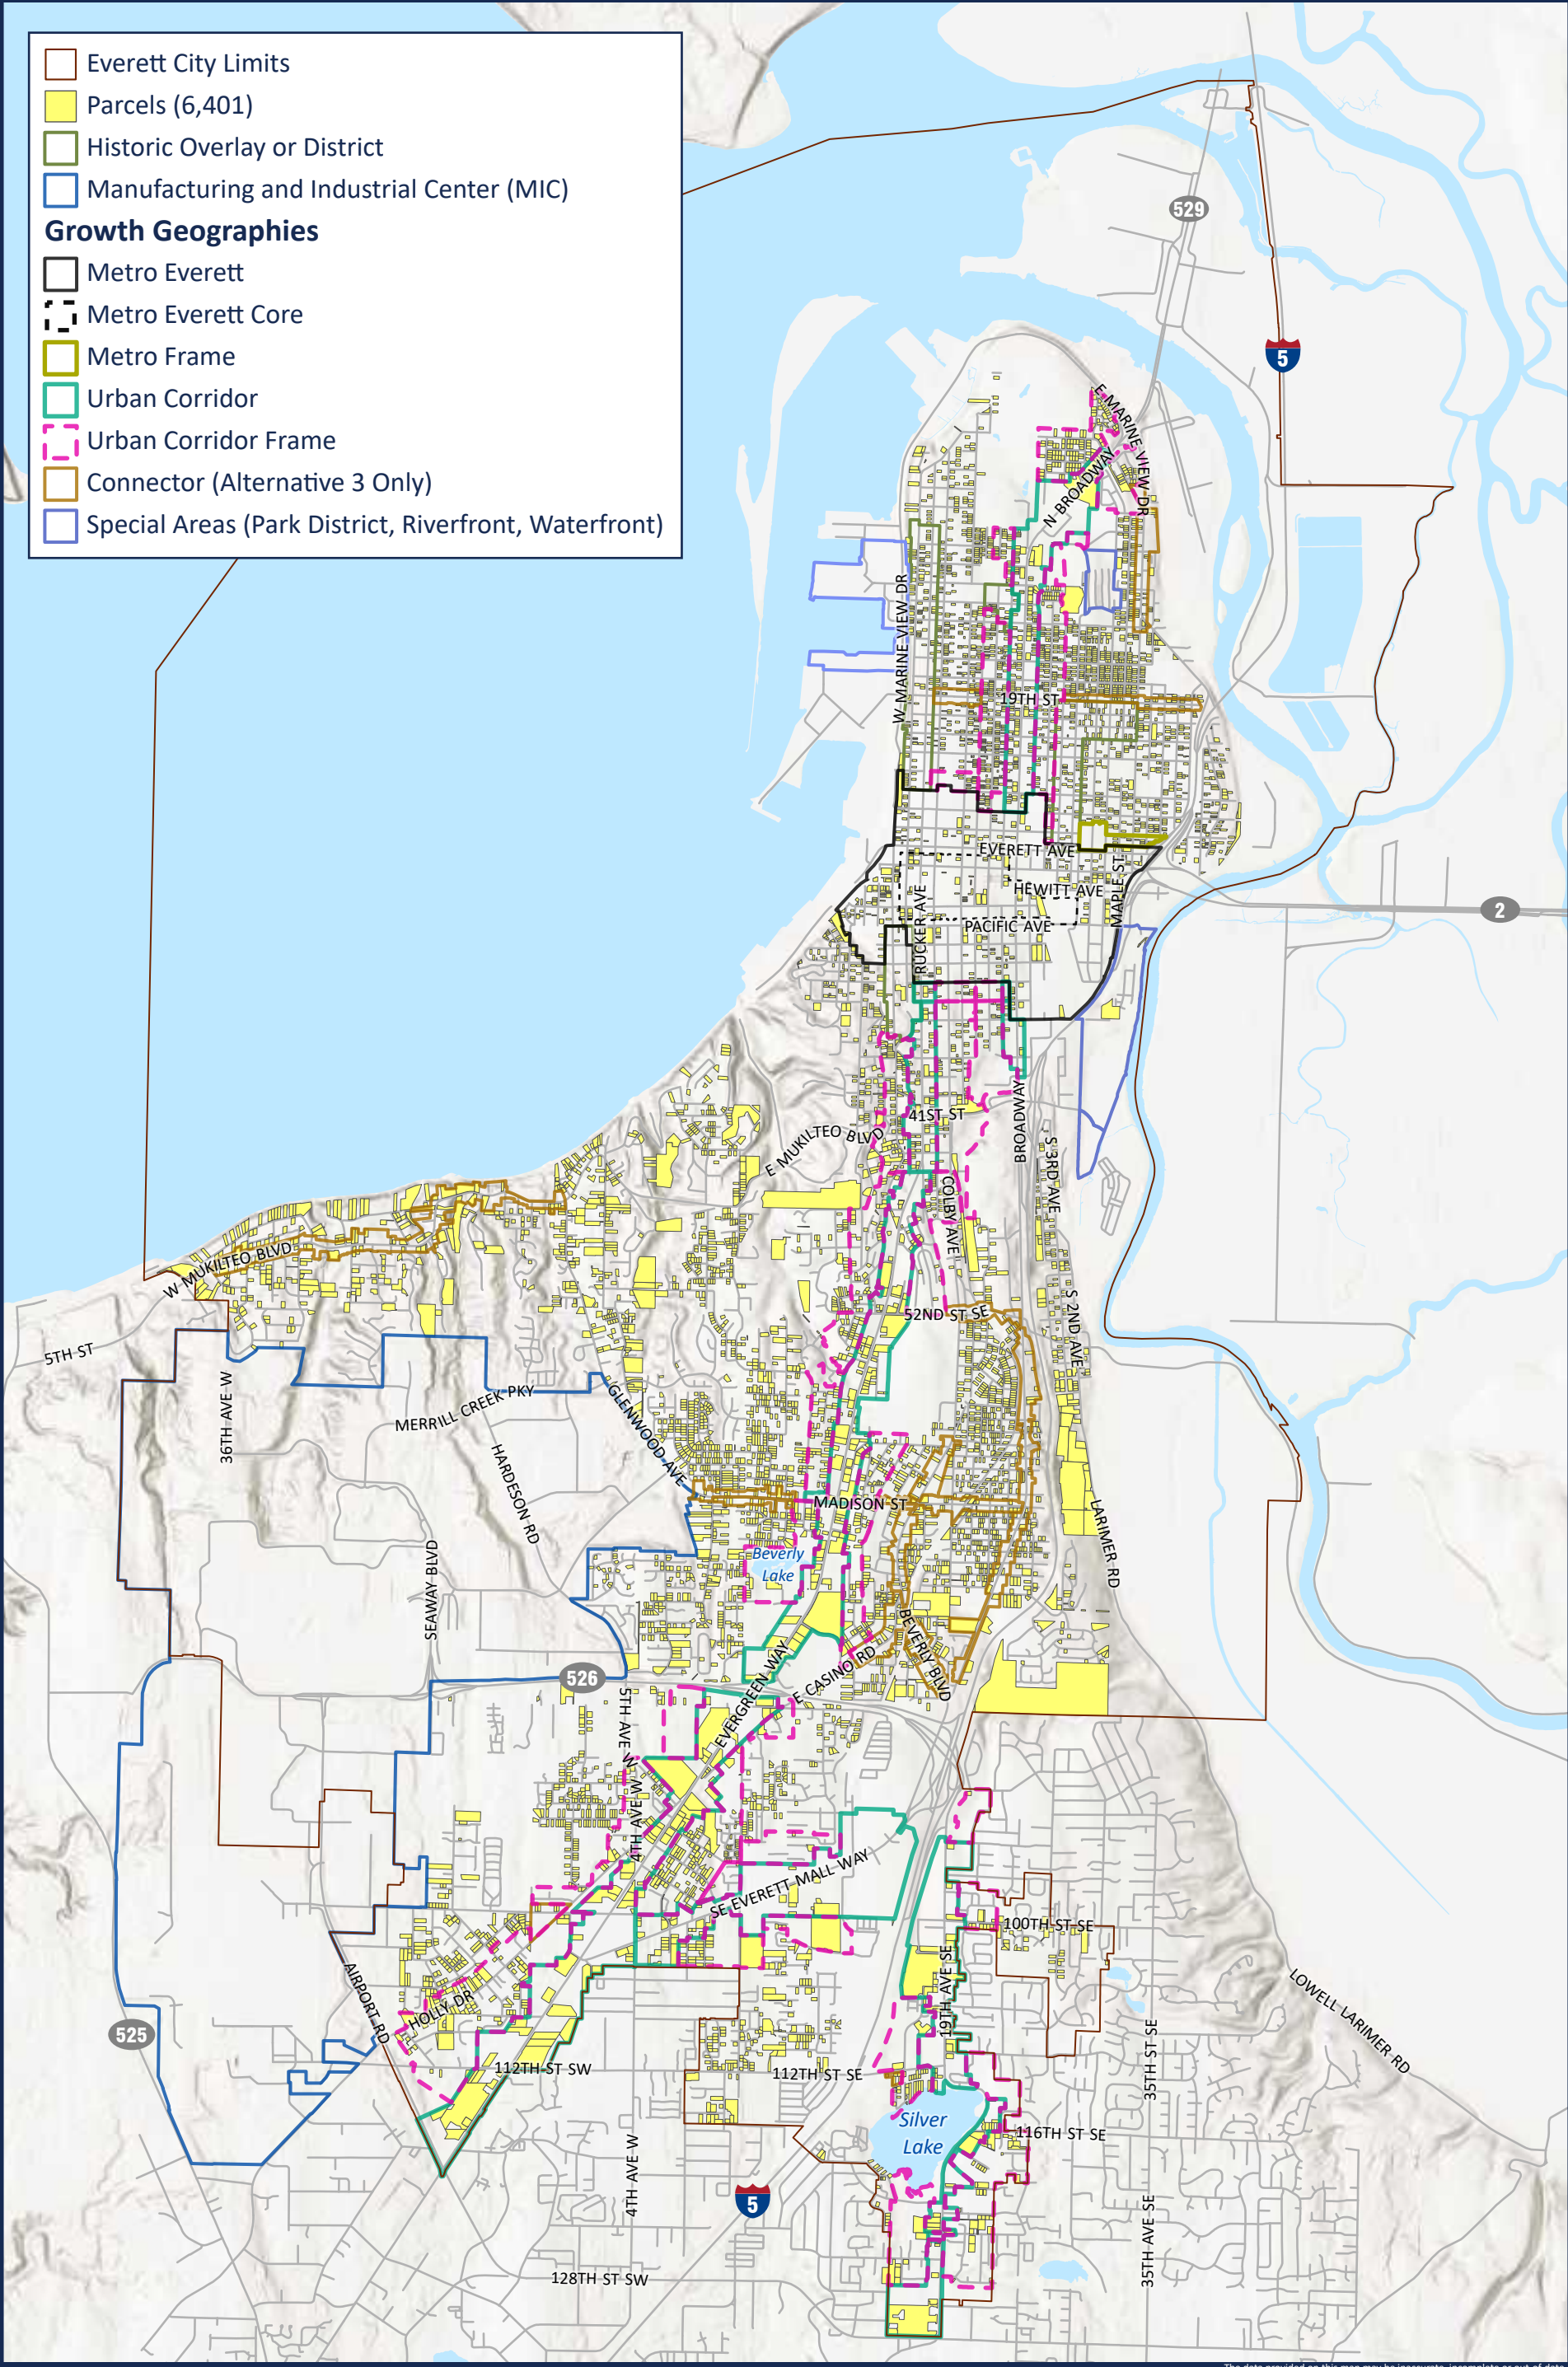 Everett City Limits
Parcels (6,401)
Historic Overlay or District
Manufacturing and Industrial Center (MIC)
Growth Geographies
Metro Everett
Metro Everett Core
Metro Frame
Urban Corridor
Urban Corridor Frame
Connector (Alternative 3 Only)
Special Areas (Park District, Riverfront, Waterfront)
529
5
E MARINE VIEW DR
N BROADWAY
W MARINE VIEW DR
19TH ST
EVERETT AVE
HEWITT AVE
MAPLE ST
RUCKER AVE
PACIFIC AVE
2
41ST ST
BROADWAY
E MUKILTEO BLVD
S 3RD AVE
COLBY AVE
W MUKILTEO BLVD
52ND ST SE
S 2ND AVE
5TH ST
36TH AVE W
MERRILL CREEK PKY
GLENWOOD AVE
HARDESON RD
MADISON ST
LARIMER RD
Beverly
Lake
SEAWAY BLVD
BEVERLY BLVD
526
EVERGREEN WAY
E CASINO RD
5TH AVE W
4TH AVE W
SE EVERETT MALL WAY
100TH ST SE
19TH AVE SE
AIRPORT RD
HOLLY DR
LOWELL LARIMER RD
525
112TH ST SW
112TH ST SE
35TH ST SE
Silver
Lake
116TH ST SE
4TH AVE W
5
35TH AVE SE
128TH ST SW